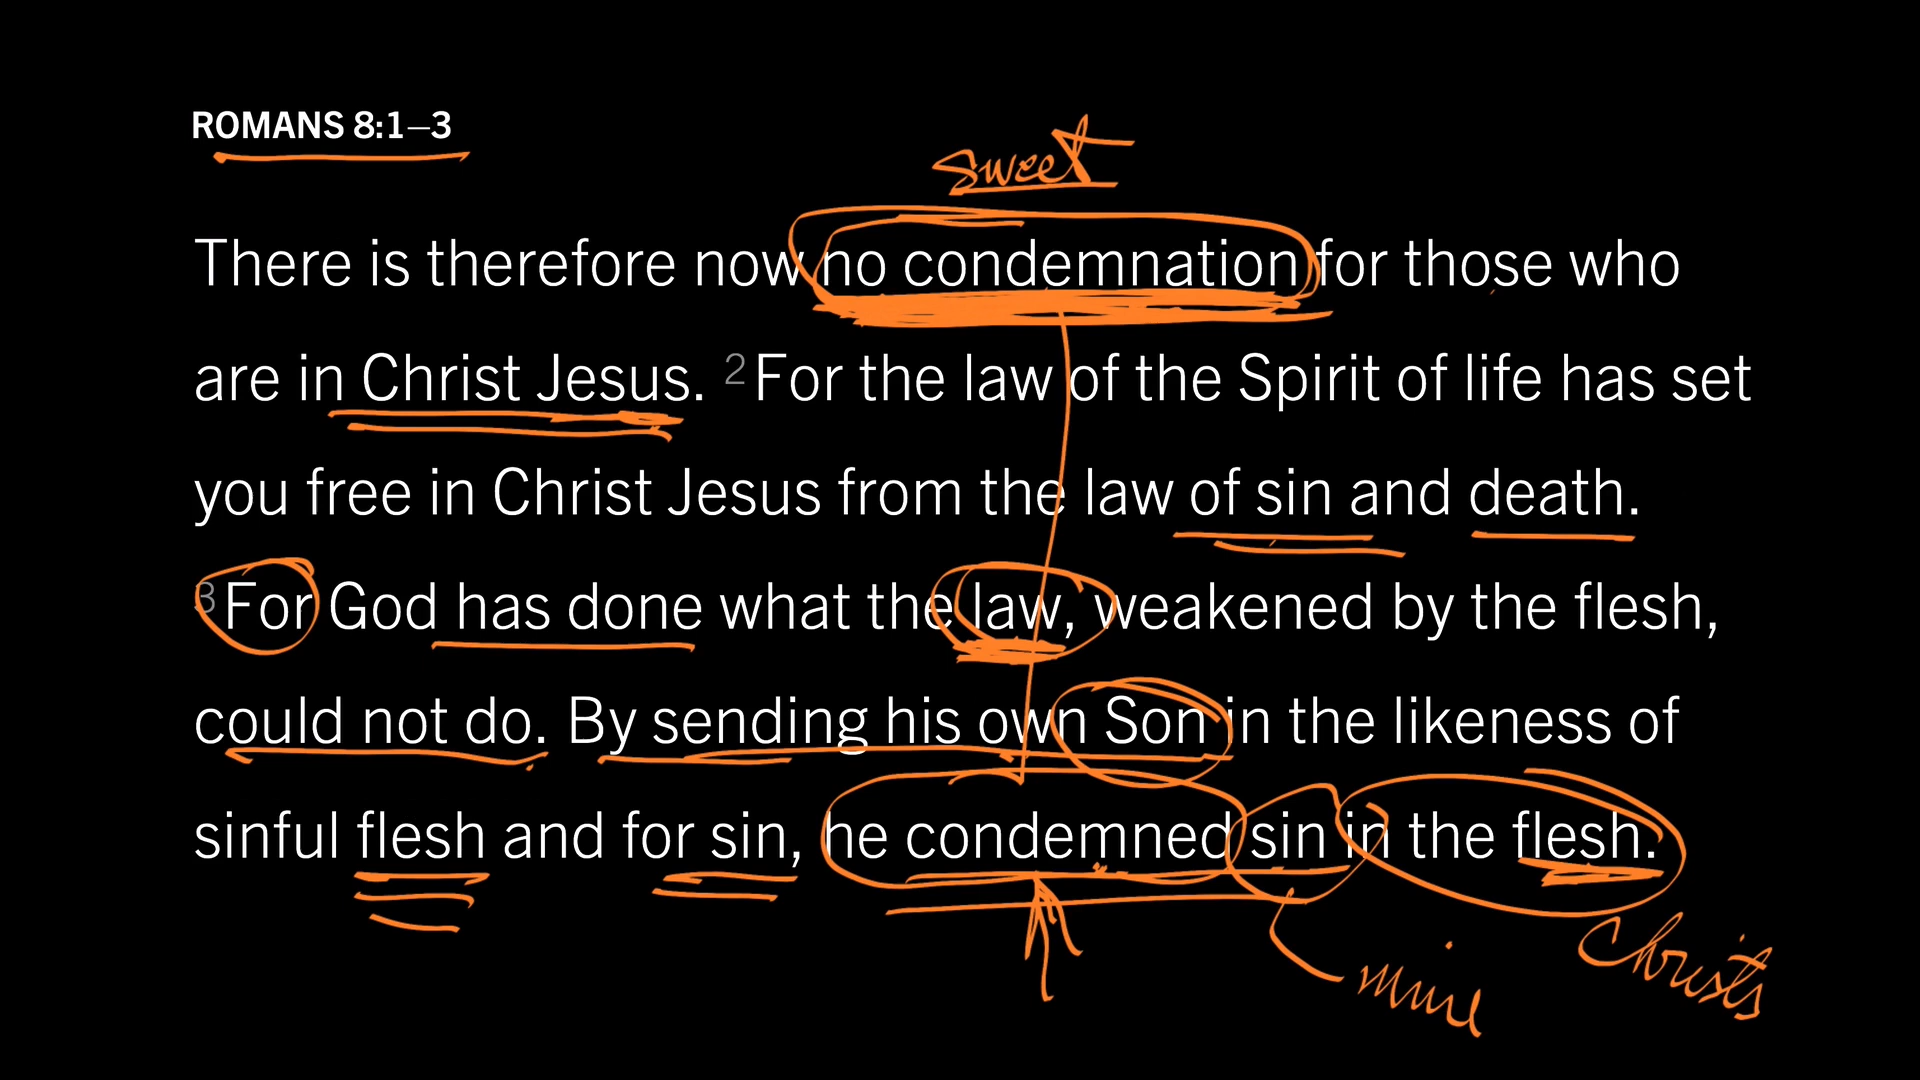 ROMANS 8:1–3
sweet
There is therefore now no condemnation for those who
are in Christ Jesus. 2 For the law of the Spirit of life has set
you free in Christ Jesus from the law of sin and death.
3 For God has done what the law, weakened by the flesh,
could not do. By sending his own Son in the likeness of
sinful flesh and for sin, he condemned sin in the flesh.
mine
Christs